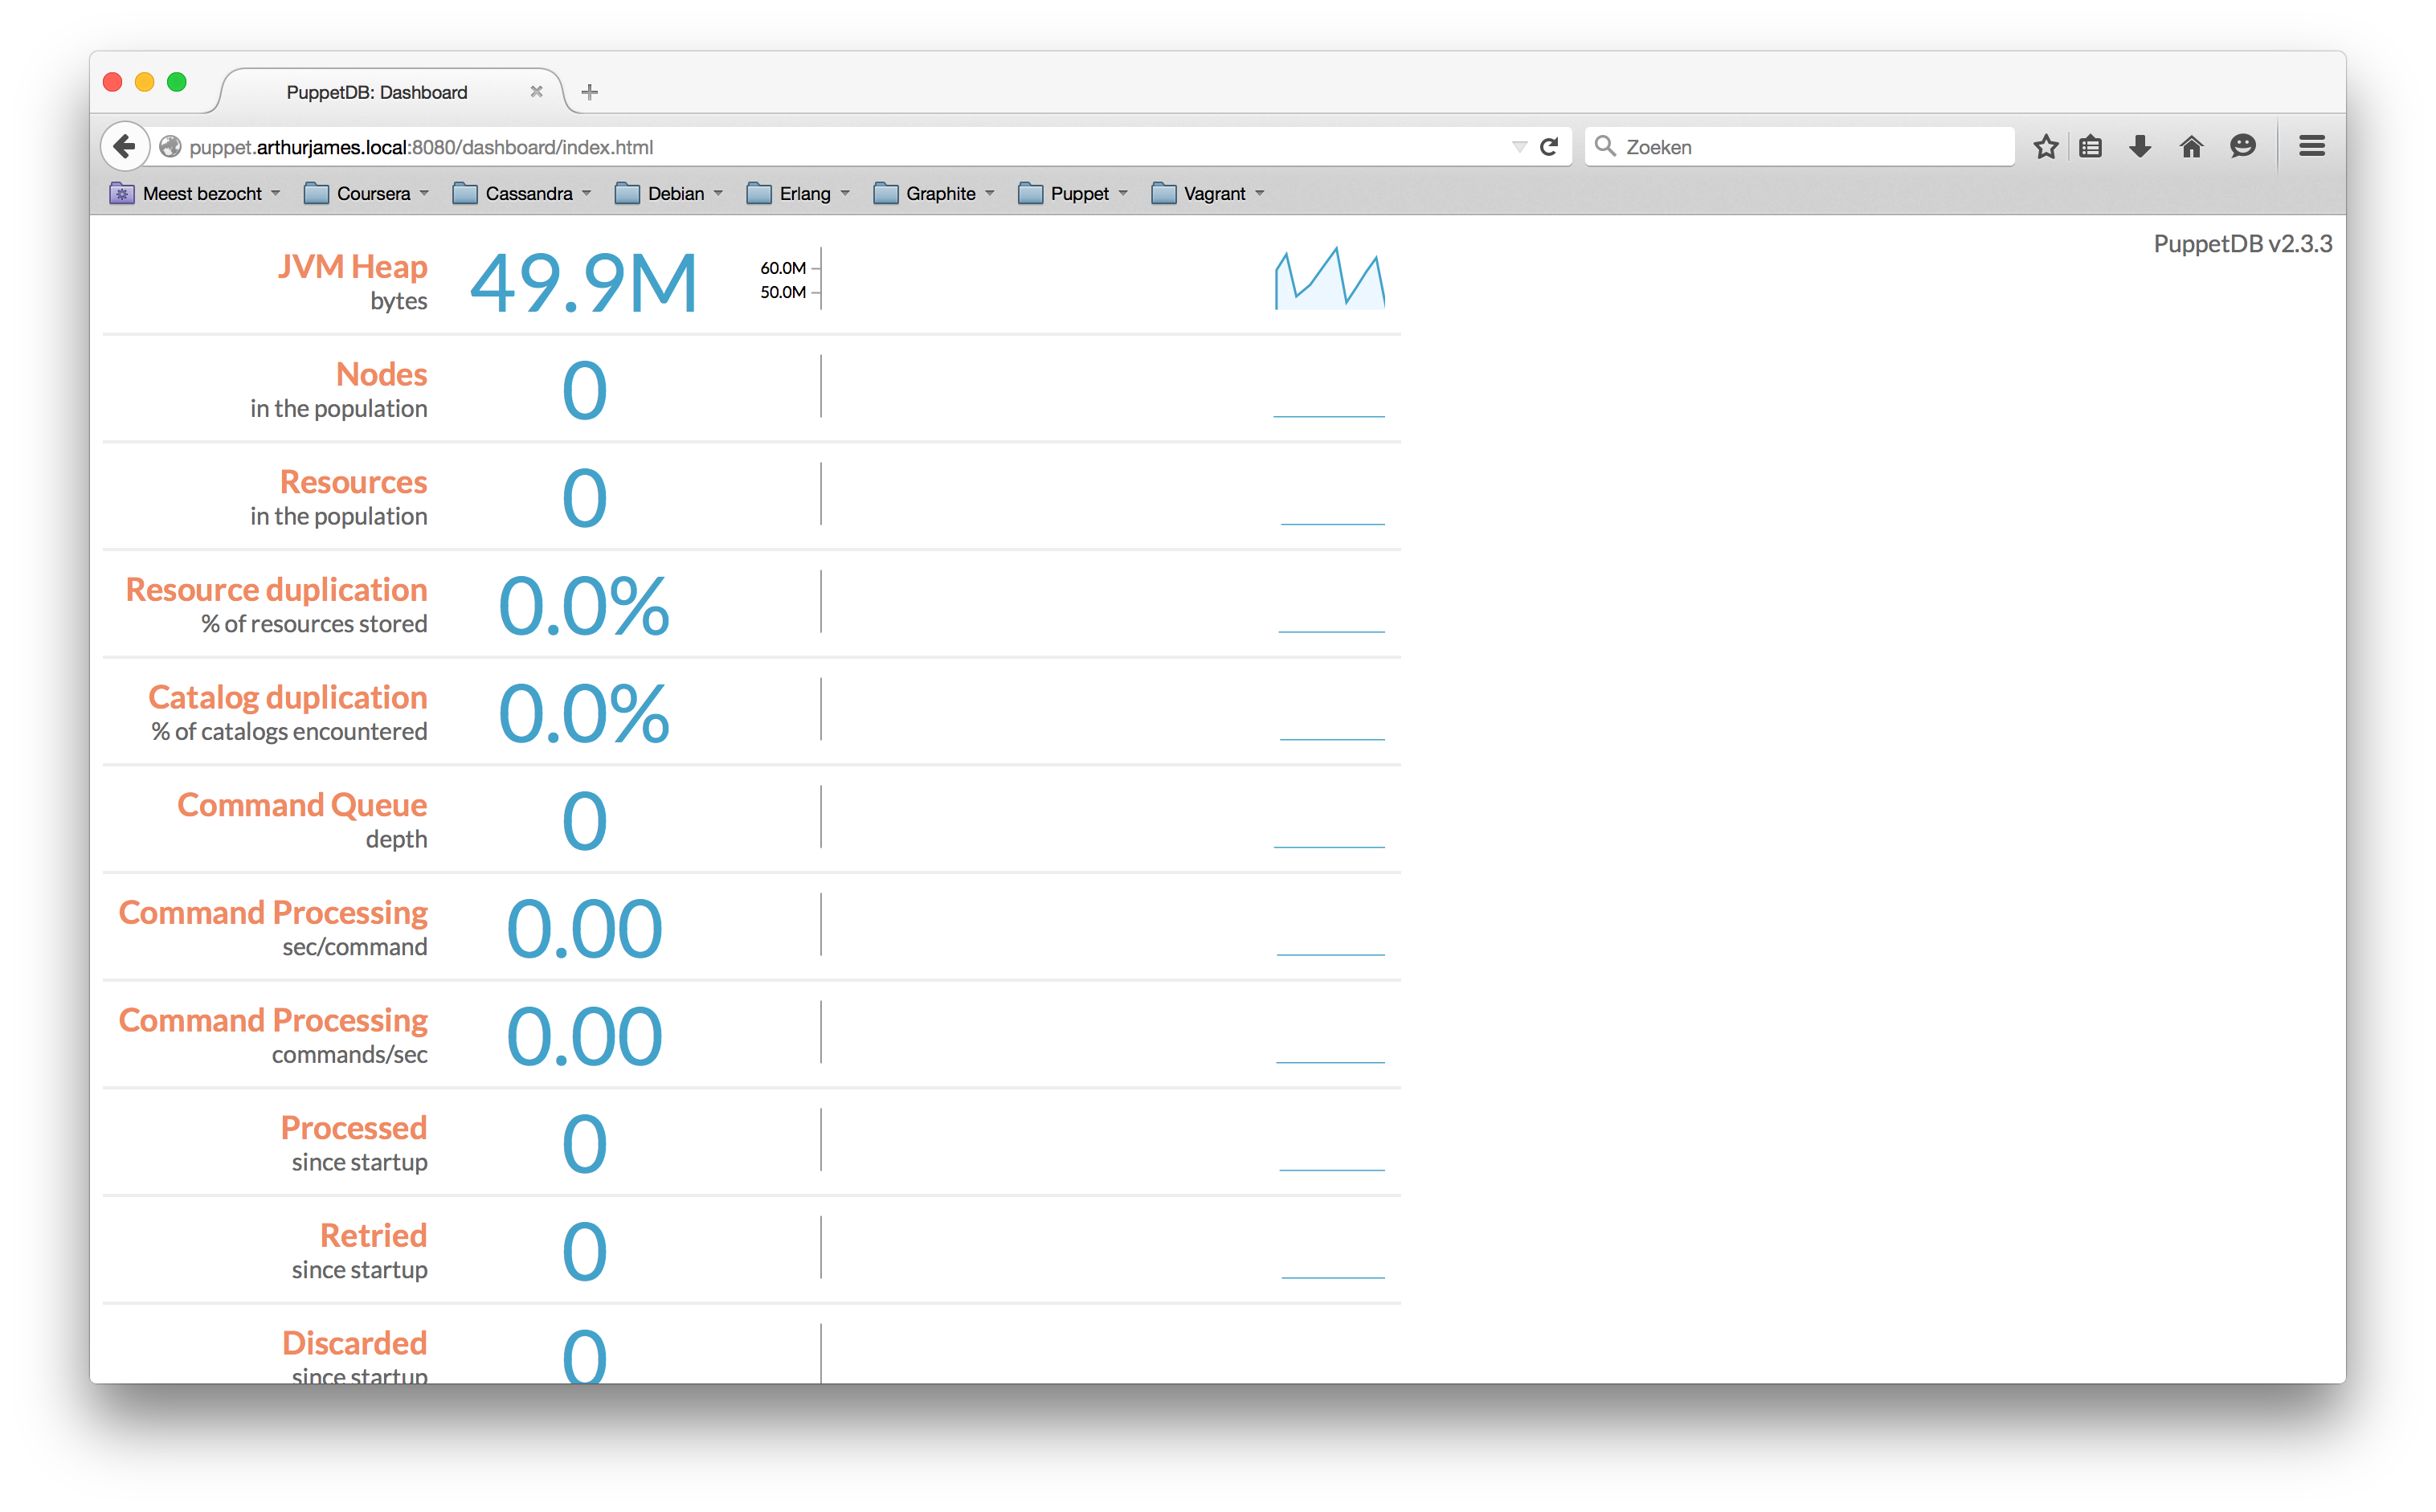 PuppetDB: Dashboard
puppet.arthurjames.local:8080/dashboard/index.html
Zoeken
Meest bezocht Coursera Cassandra Debian Erlang Graphite Puppet Vagrant
PuppetDB v2.3.3
JVM Heap
bytes
49.9M
60.0M
50.0M
Nodes
in the population
0
Resources
in the population
0
Resource duplication
% of resources stored
0.0%
Catalog duplication
% of catalogs encountered
0.0%
Command Queue
depth
0
Command Processing
sec/command
0.00
Command Processing
commands/sec
0.00
Processed
since startup
0
Retried
since startup
0
Discarded
since startup
0